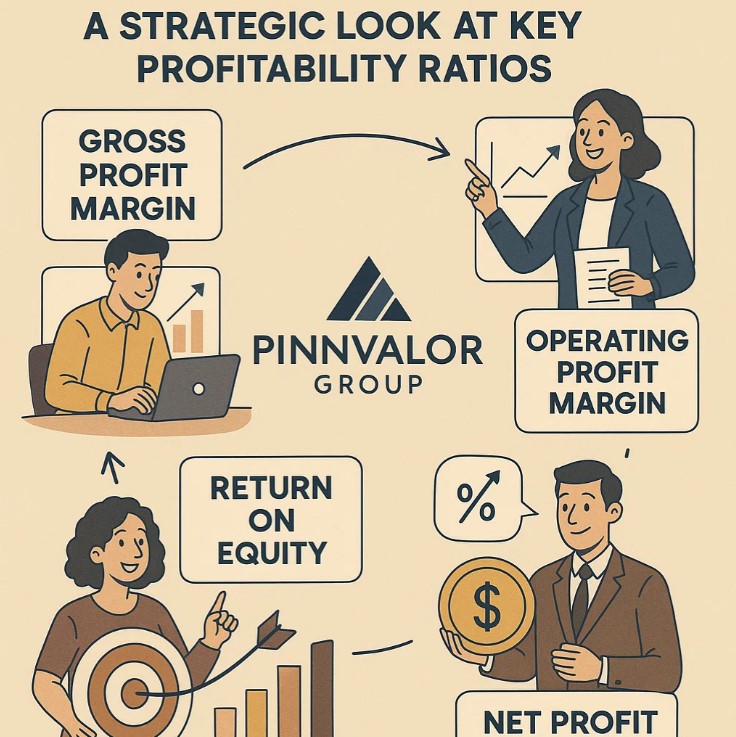 A STRATEGIC LOOK AT KEY
PROFITABILITY RATIOS
GROSS
PROFIT
MARGIN
PINNVALOR
GROUP
OPERATING
PROFIT
MARGIN
RETURN
ON
EQUITY
%
$
NET PROFIT